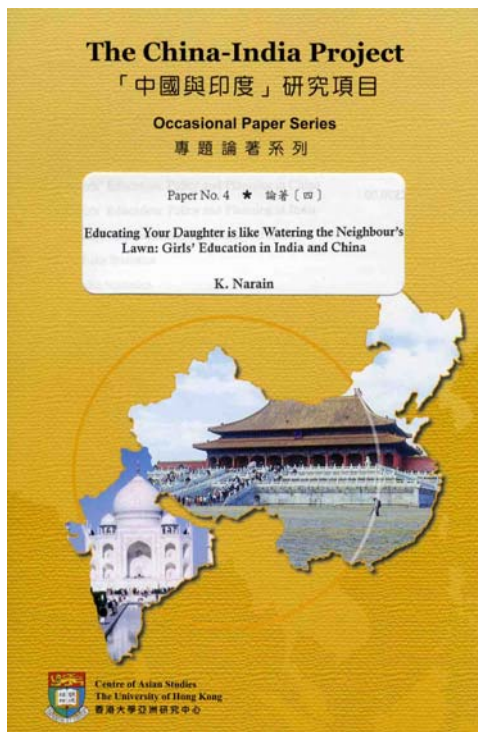 The China-India Project
「中國與印度」研究項目
Occasional Paper Series
專題論著系列
Paper No. 4 ★ 論著〔四〕
Educating Your Daughter is like Watering the Neighbour's
Lawn: Girls' Education in India and China
K. Narain
Centre of Asian Studies
The University of Hong Kong
香港大學亞洲研究中心